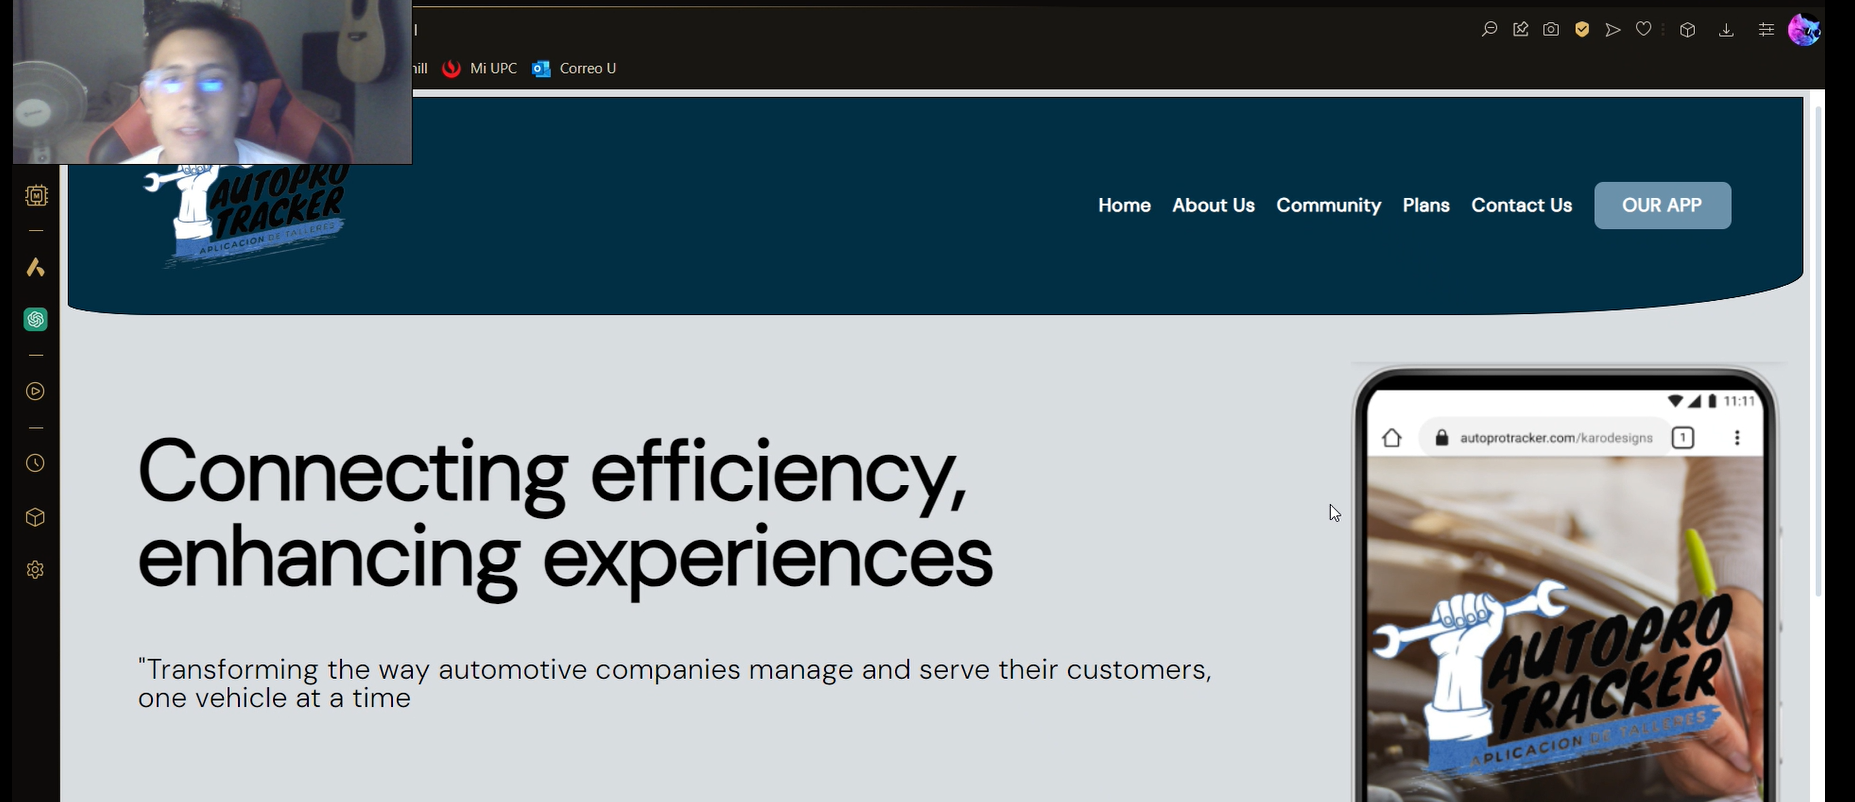 ill
Mi UPC
Correo U
AUTOPRO
TRACKER
APLICACION DE TALLERES
Home
About Us
Community
Plans
Contact Us
OUR APP
Connecting efficiency,
enhancing experiences
"Transforming the way automotive companies manage and serve their customers,
one vehicle at a time
11:11
autoprotracker.com/karodesigns
1
AUTOPRO
TRACKER
APLICACION DE TALLERES